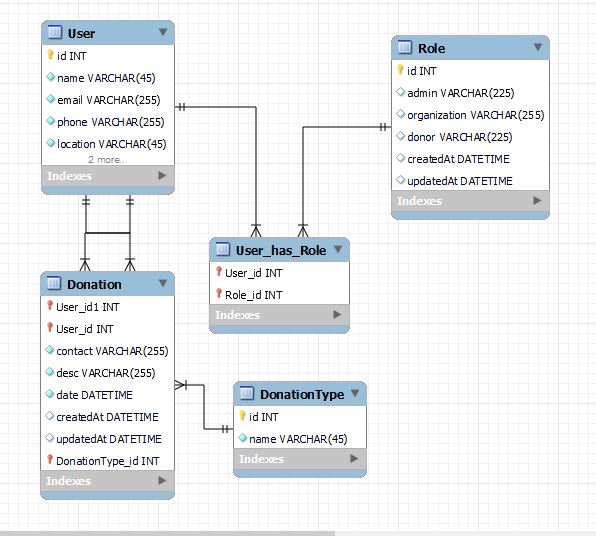 User
id INT
name VARCHAR(45)
email VARCHAR(255)
phone VARCHAR(255)
location VARCHAR(45)
2 more...
Indexes
Role
id INT
admin VARCHAR(225)
organization VARCHAR(255)
donor VARCHAR(225)
createdAt DATETIME
updatedAt DATETIME
Indexes
User_has_Role
User_id INT
Role_id INT
Indexes
Donation
User_id1 INT
User_id INT
contact VARCHAR(255)
desc VARCHAR(255)
date DATETIME
createdAt DATETIME
updatedAt DATETIME
DonationType_id INT
Indexes
DonationType
id INT
name VARCHAR(45)
Indexes